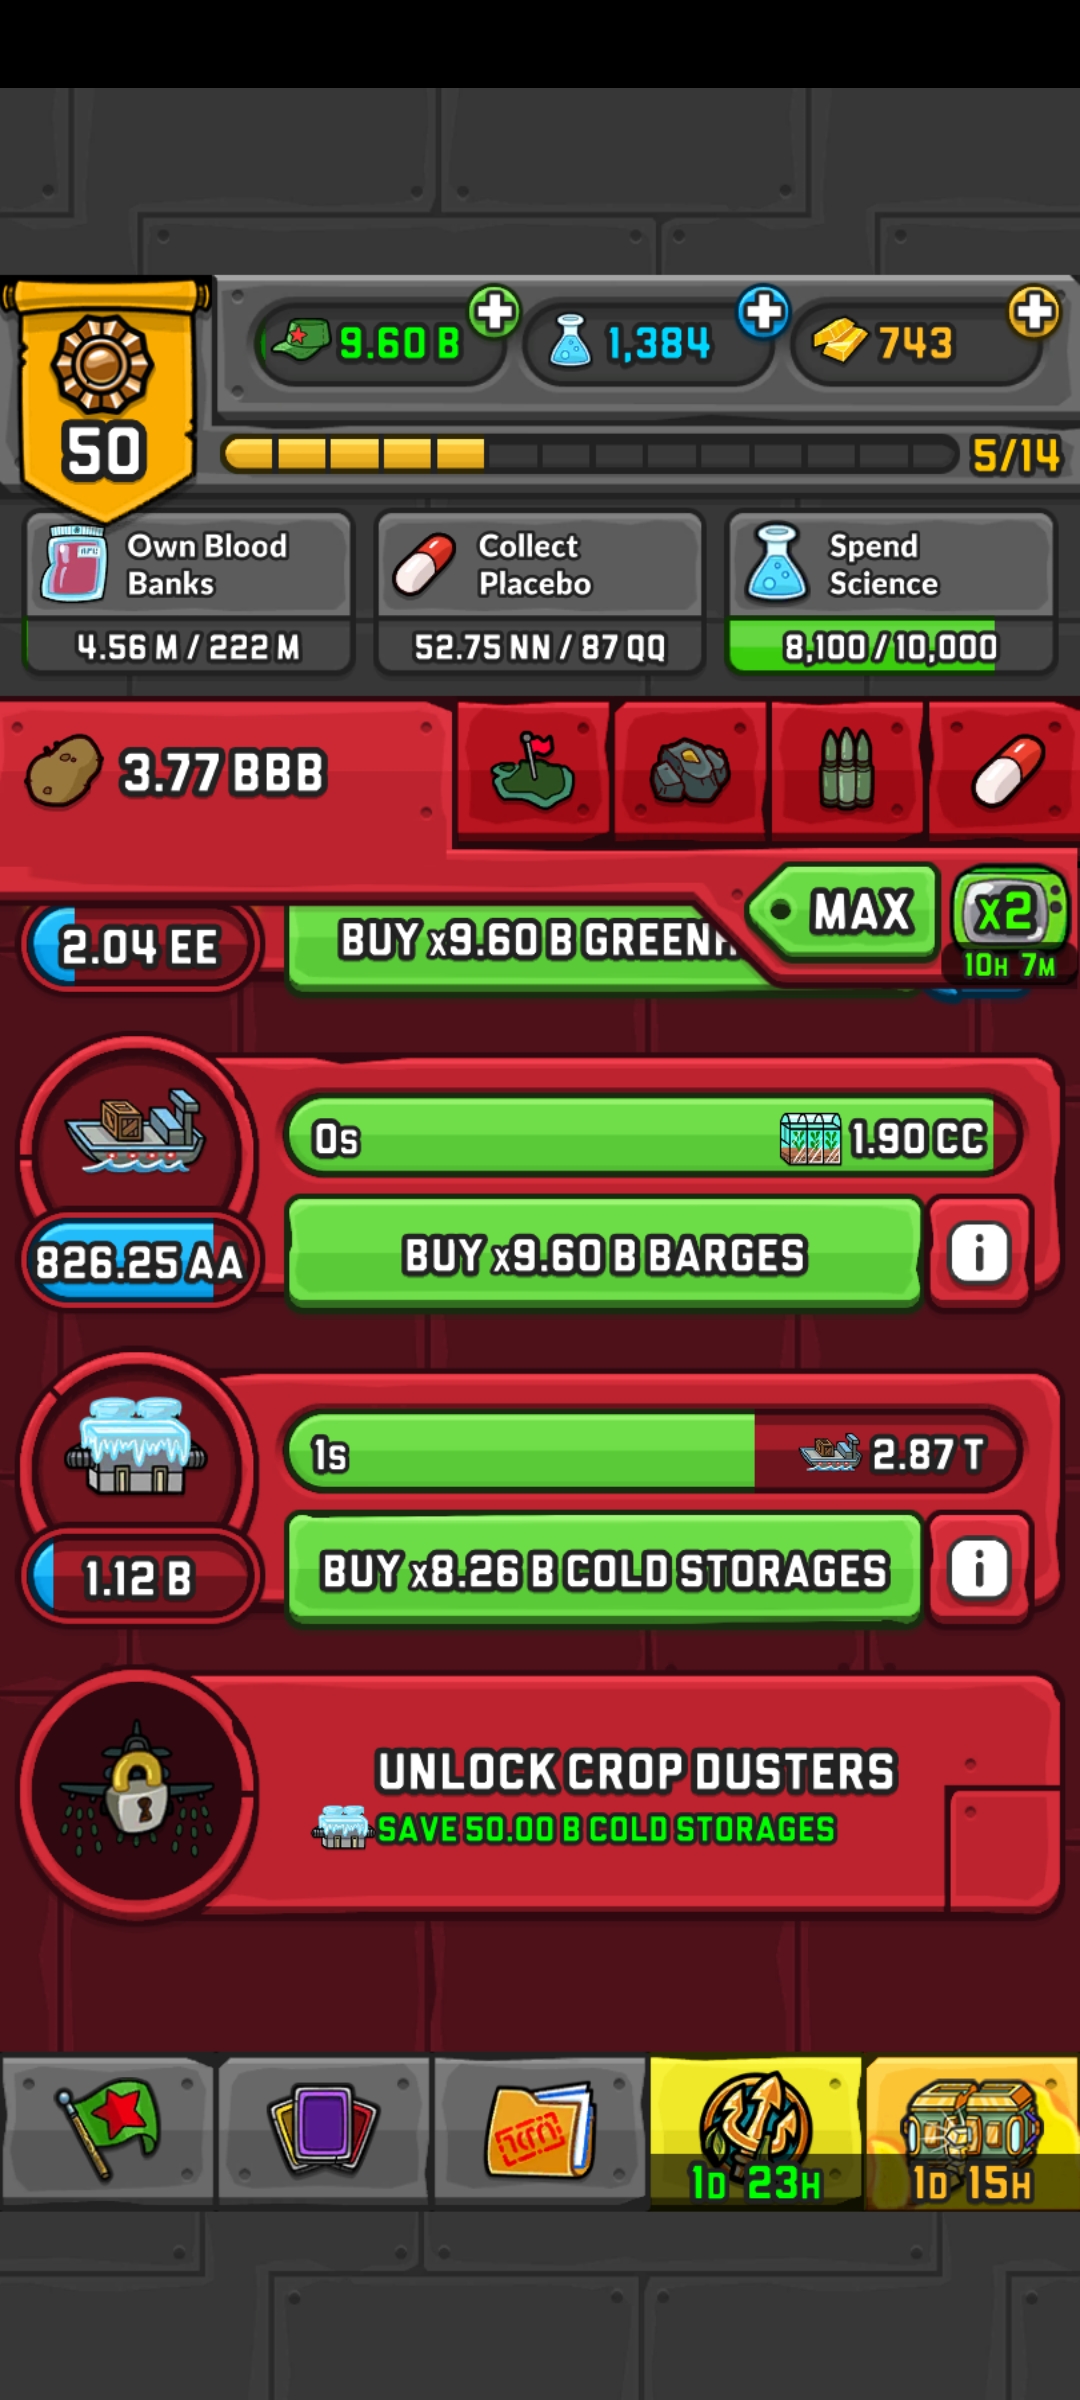 9.60 B
1,384
743
50
5/14
Own Blood
Banks
4.56 M / 222 M
Collect
Placebo
52.75 NN / 87 QQ
Spend
Science
8,100 / 10,000
3.77 BBB
MAX
x2
10H 7M
2.04 EE
BUY x9.60 B GREENH
0s
1.90 CC
826.25 AA
BUY x9.60 B BARGES
i
1s
2.87 T
1.12 B
BUY x8.26 B COLD STORAGES
i
UNLOCK CROP DUSTERS
SAVE 50.00 B COLD STORAGES
1D 23H
1D 15H